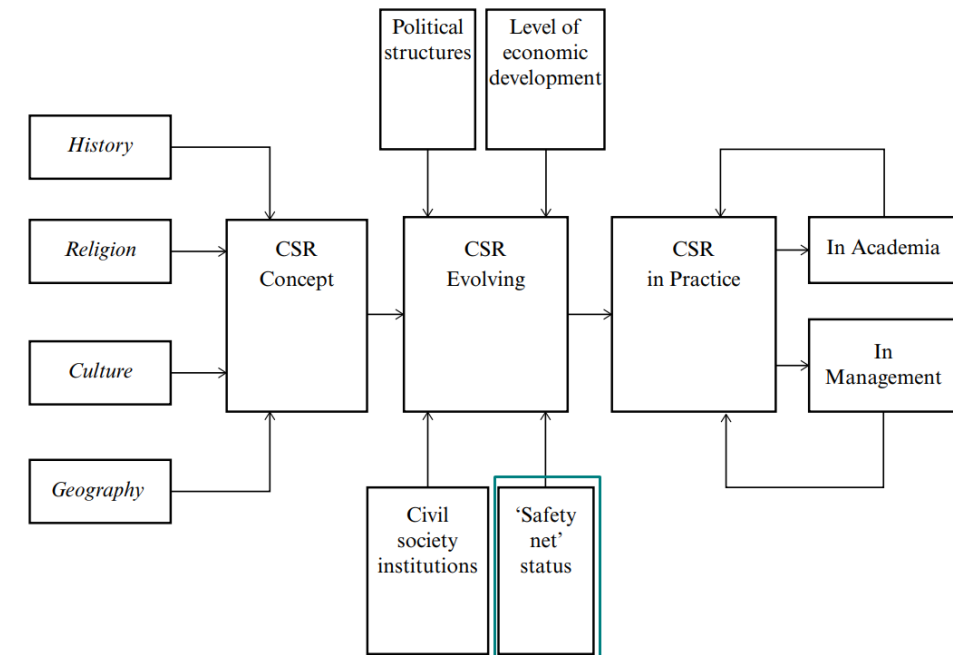 Political
structures
Level of
economic
development
History
Religion
Culture
Geography
CSR
Concept
CSR
Evolving
CSR
in Practice
In Academia
In
Management
Civil
society
institutions
‘Safety
net’
status